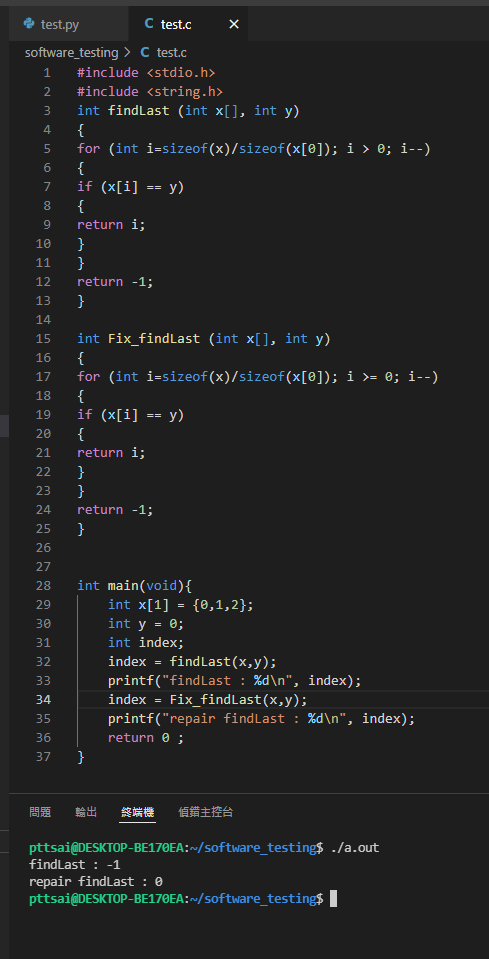 test.py
C test.c ×
software_testing > C test.c
1 #include <stdio.h>
2 #include <string.h>
3 int findLast (int x[], int y)
4 {
5 for (int i=sizeof(x)/sizeof(x[0]); i > 0; i--)
6 {
7 if (x[i] == y)
8 {
9 return i;
10 }
11 }
12 return -1;
13 }
14
15 int Fix_findLast (int x[], int y)
16 {
17 for (int i=sizeof(x)/sizeof(x[0]); i >= 0; i--)
18 {
19 if (x[i] == y)
20 {
21 return i;
22 }
23 }
24 return -1;
25 }
26
27
28 int main(void){
29     int x[1] = {0,1,2};
30     int y = 0;
31     int index;
32     index = findLast(x,y);
33     printf("findLast : %d\n", index);
34     index = Fix_findLast(x,y);
35     printf("repair findLast : %d\n", index);
36     return 0 ;
37 }
問題 輸出 終端機 偵錯主控台
pttsai@DESKTOP-BE170EA:~/software_testing$ ./a.out
findLast : -1
repair findLast : 0
pttsai@DESKTOP-BE170EA:~/software_testing$